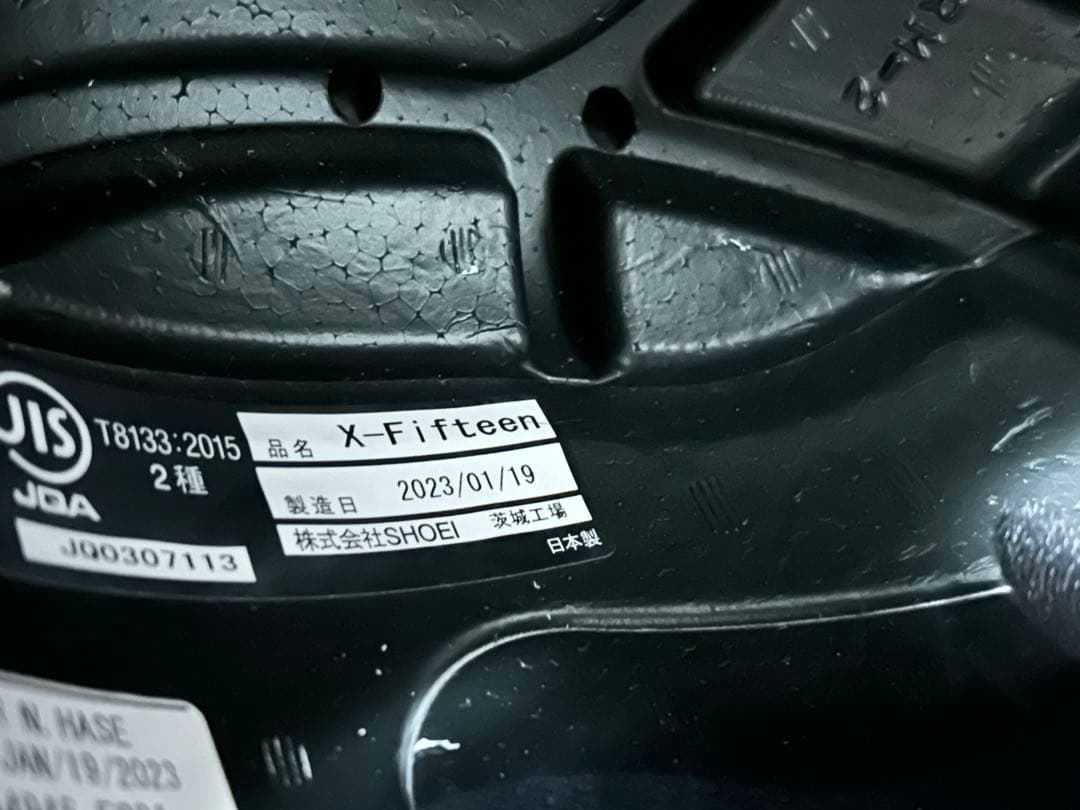 JIS
T8133:2015
2種
JQA
JQ0307113
品名 X-Fifteen
製造日 2023/01/19
株式会社SHOEI 茨城工場
日本製
N. HASE
JAN/19/2023